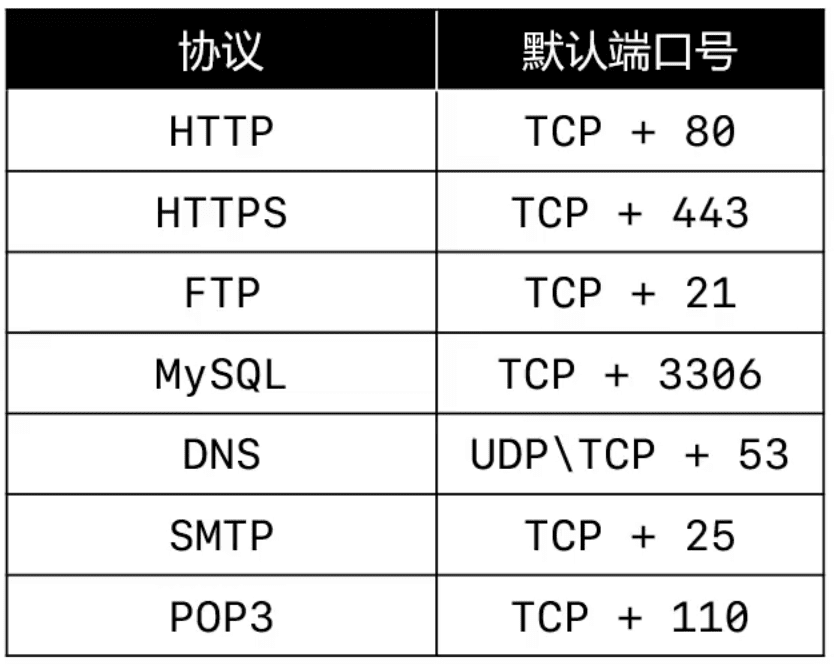 协议 默认端口号
HTTP TCP + 80
HTTPS TCP + 443
FTP TCP + 21
MySQL TCP + 3306
DNS UDP\TCP + 53
SMTP TCP + 25
POP3 TCP + 110